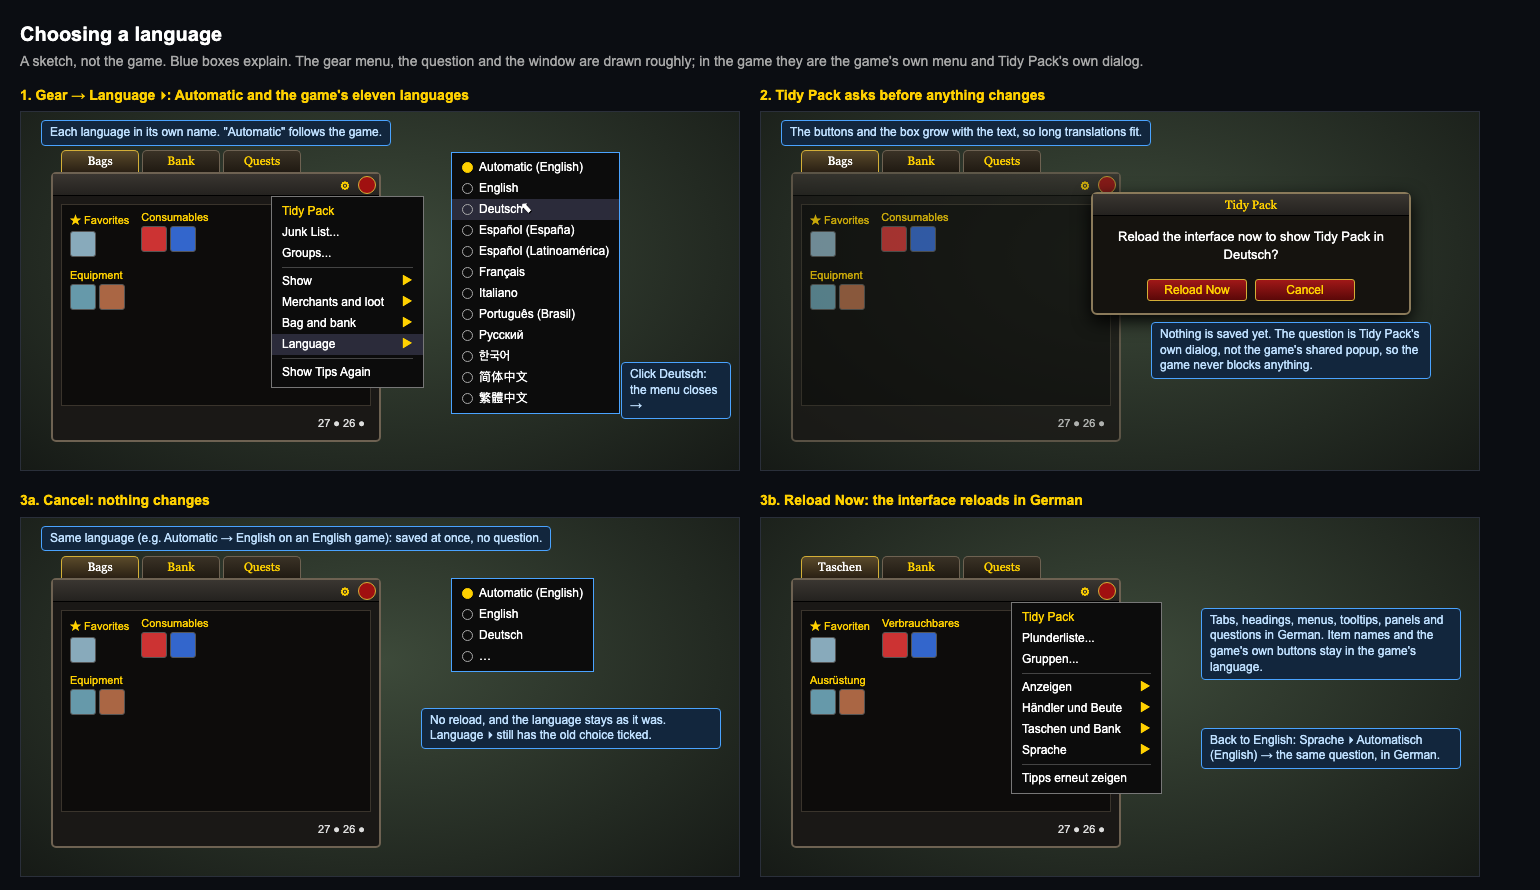 Choosing a language
A sketch, not the game. Blue boxes explain. The gear menu, the question and the window are drawn roughly; in the game they are the game's own menu and Tidy Pack's own dialog.
1. Gear → Language ▸: Automatic and the game's eleven languages
Each language in its own name. "Automatic" follows the game.
Bags
Bank
Quests
★ Favorites
Consumables
Equipment
27 ● 26 ●
Tidy Pack
Junk List...
Groups...
Show
Merchants and loot
Bag and bank
Language
Show Tips Again
Automatic (English)
English
Deutsch
Español (España)
Español (Latinoamérica)
Français
Italiano
Português (Brasil)
Русский
한국어
简体中文
繁體中文
Click Deutsch:
the menu closes
→
2. Tidy Pack asks before anything changes
The buttons and the box grow with the text, so long translations fit.
Bags
Bank
Quests
★ Favorites
Consumables
Equipment
27 ● 26 ●
Tidy Pack
Reload the interface now to show Tidy Pack in
Deutsch?
Reload Now
Cancel
Nothing is saved yet. The question is Tidy Pack's
own dialog, not the game's shared popup, so the
game never blocks anything.
3a. Cancel: nothing changes
Same language (e.g. Automatic → English on an English game): saved at once, no question.
Bags
Bank
Quests
★ Favorites
Consumables
Equipment
27 ● 26 ●
Automatic (English)
English
Deutsch
...
No reload, and the language stays as it was.
Language ▸ still has the old choice ticked.
3b. Reload Now: the interface reloads in German
Taschen
Bank
Quests
★ Favoriten
Verbrauchbares
Ausrüstung
27 ● 26 ●
Tidy Pack
Plunderliste...
Gruppen...
Anzeigen
Händler und Beute
Taschen und Bank
Sprache
Tipps erneut zeigen
Tabs, headings, menus, tooltips, panels and
questions in German. Item names and the
game's own buttons stay in the game's
language.
Back to English: Sprache ▸ Automatisch
(English) → the same question, in German.